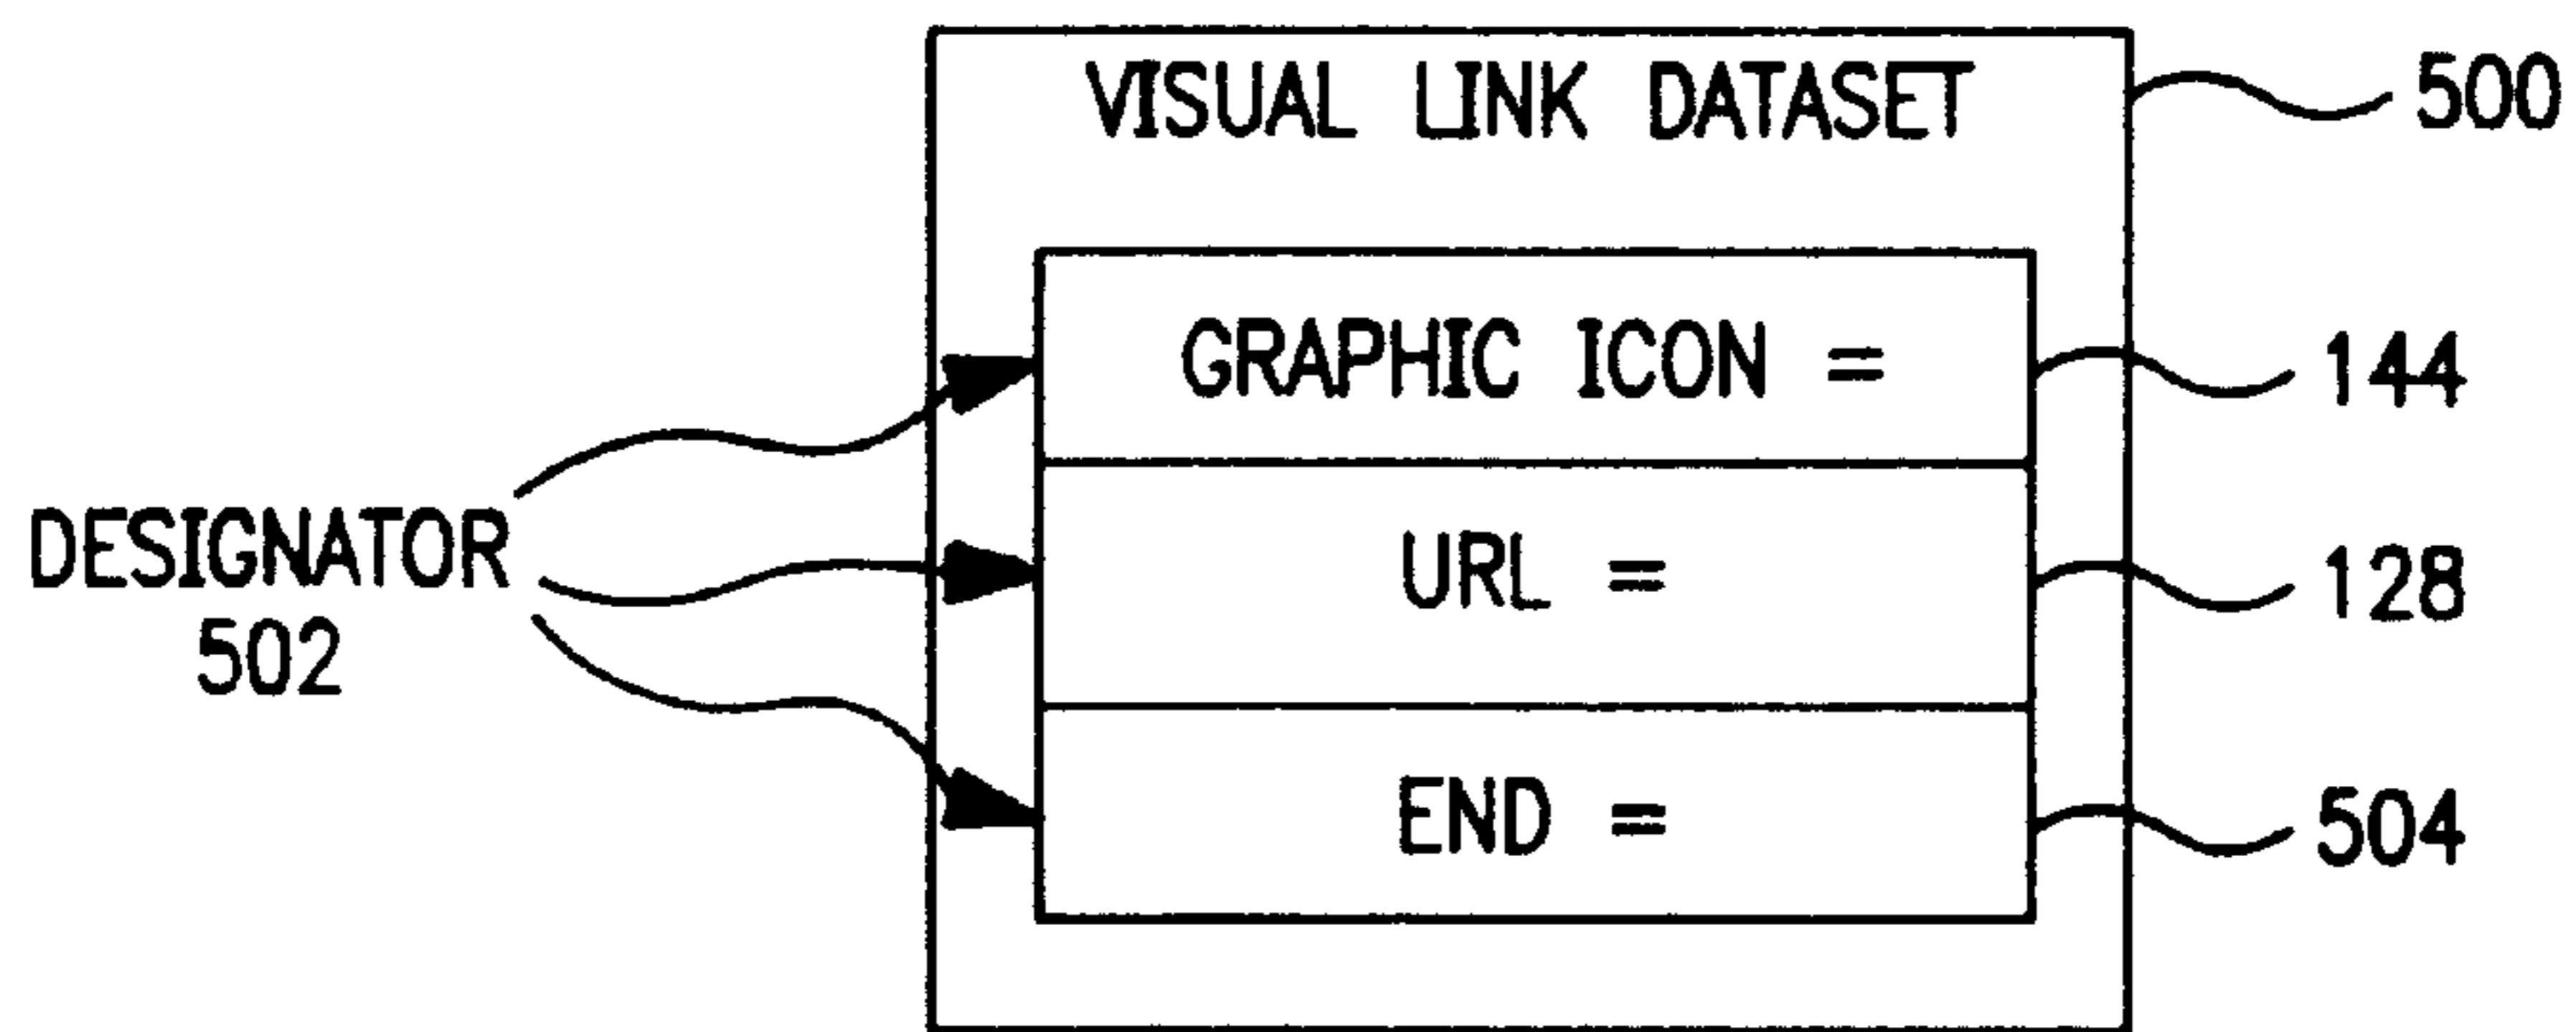 VISUAL LINK DATASET
500
GRAPHIC ICON =
144
DESIGNATOR
502
URL =
128
END =
504